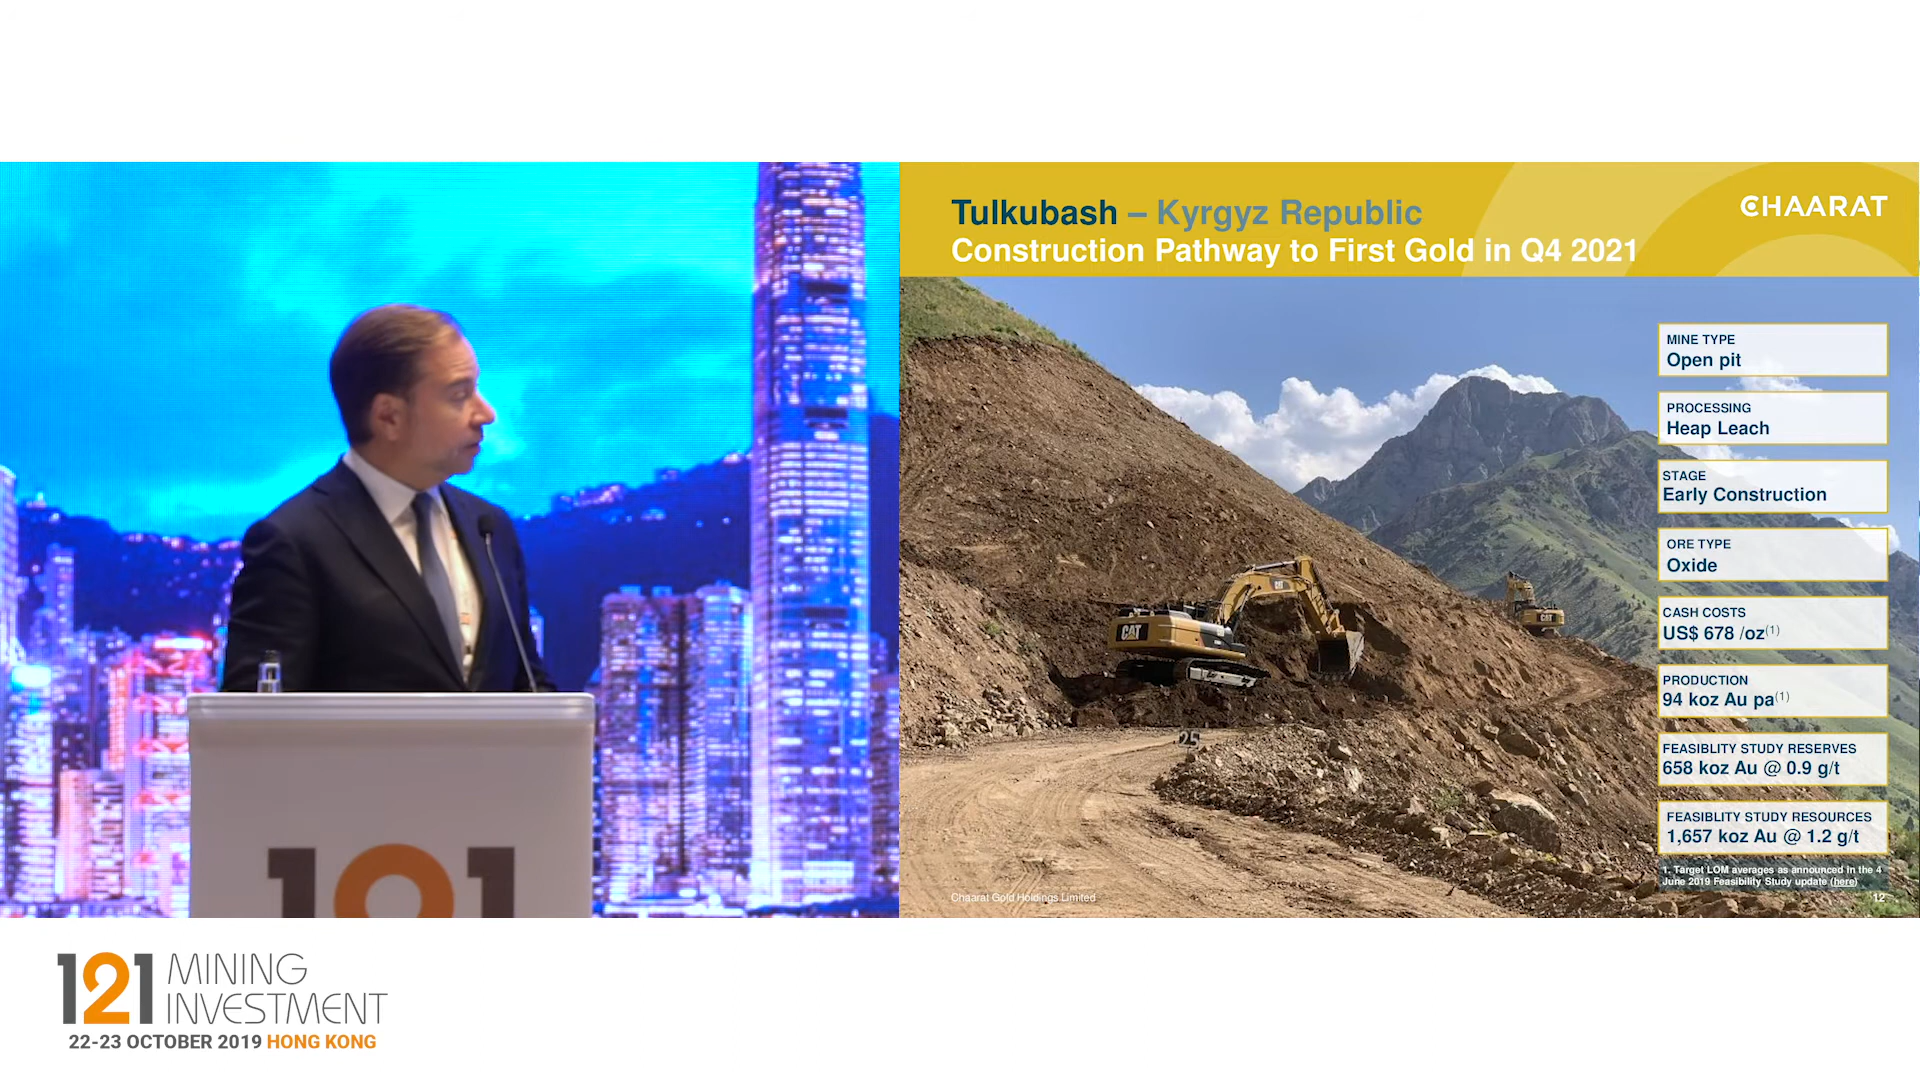 Tulkubash – Kyrgyz Republic
Construction Pathway to First Gold in Q4 2021
CHAARAT
MINE TYPE
Open pit
PROCESSING
Heap Leach
STAGE
Early Construction
ORE TYPE
Oxide
CASH COSTS
US$ 678 /oz(1)
PRODUCTION
94 koz Au pa(1)
FEASIBLITY STUDY RESERVES
658 koz Au @ 0.9 g/t
FEASIBLITY STUDY RESOURCES
1,657 koz Au @ 1.2 g/t
1. Target LOM averages as announced in the 4
June 2019 Feasibility Study update (here)
Chaarat Gold Holdings Limited
12
CAT
CAT
CAT
25
101
121 MINING
INVESTMENT
22-23 OCTOBER 2019 HONG KONG